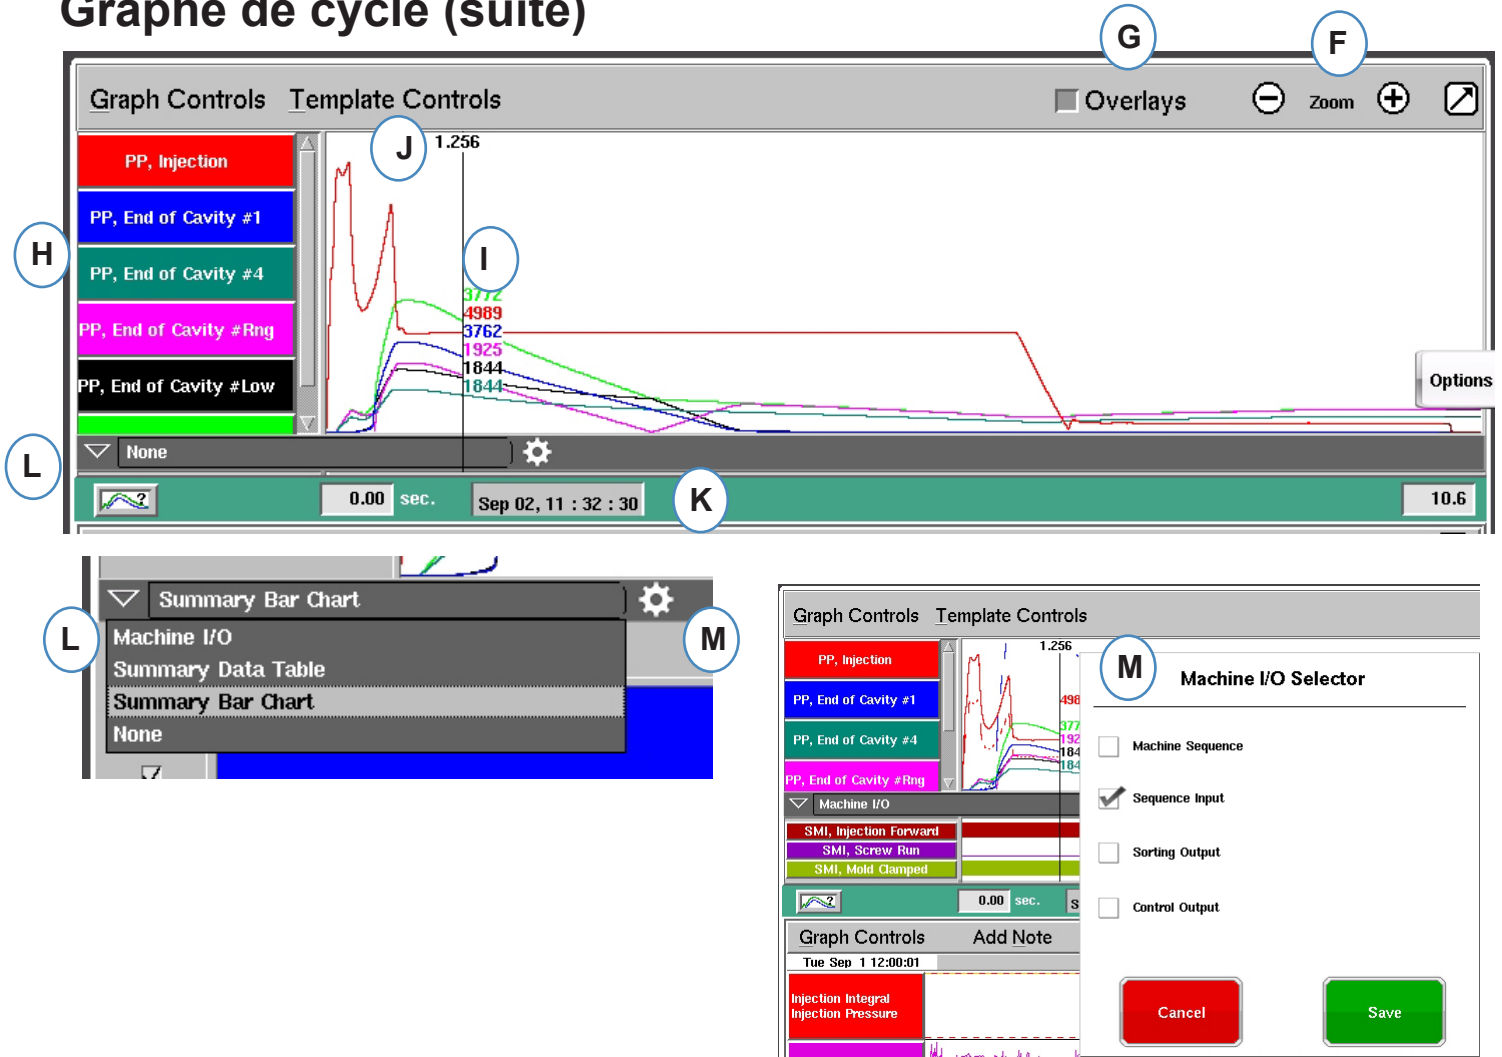 Graphe de cycle (suite)
G
F
Graph Controls Template Controls
Overlays
Zoom
J
1.256
PP, Injection
PP, End of Cavity #1
H
I
PP, End of Cavity #4
3772
4989
PP, End of Cavity #Rng
3762
1925
1844
PP, End of Cavity #Low
1844
Options
L
None
?
0.00 sec.
Sep 02, 11 : 32 : 30
K
10.6
Summary Bar Chart
L
Machine I/O
M
Summary Data Table
Summary Bar Chart
None
Graph Controls Template Controls
1.256
PP, Injection
PP, End of Cavity #1
498
377
PP, End of Cavity #4
192
184
184
PP, End of Cavity #Rng
Machine I/O
SMI, Injection Forward
SMI, Screw Run
SMI, Mold Clamped
?
0.00 sec.
S
Graph Controls Add Note
Tue Sep 1 12:00:01
Injection Integral
Injection Pressure
M
Machine I/O Selector
Machine Sequence
Sequence Input
Sorting Output
Control Output
Cancel
Save